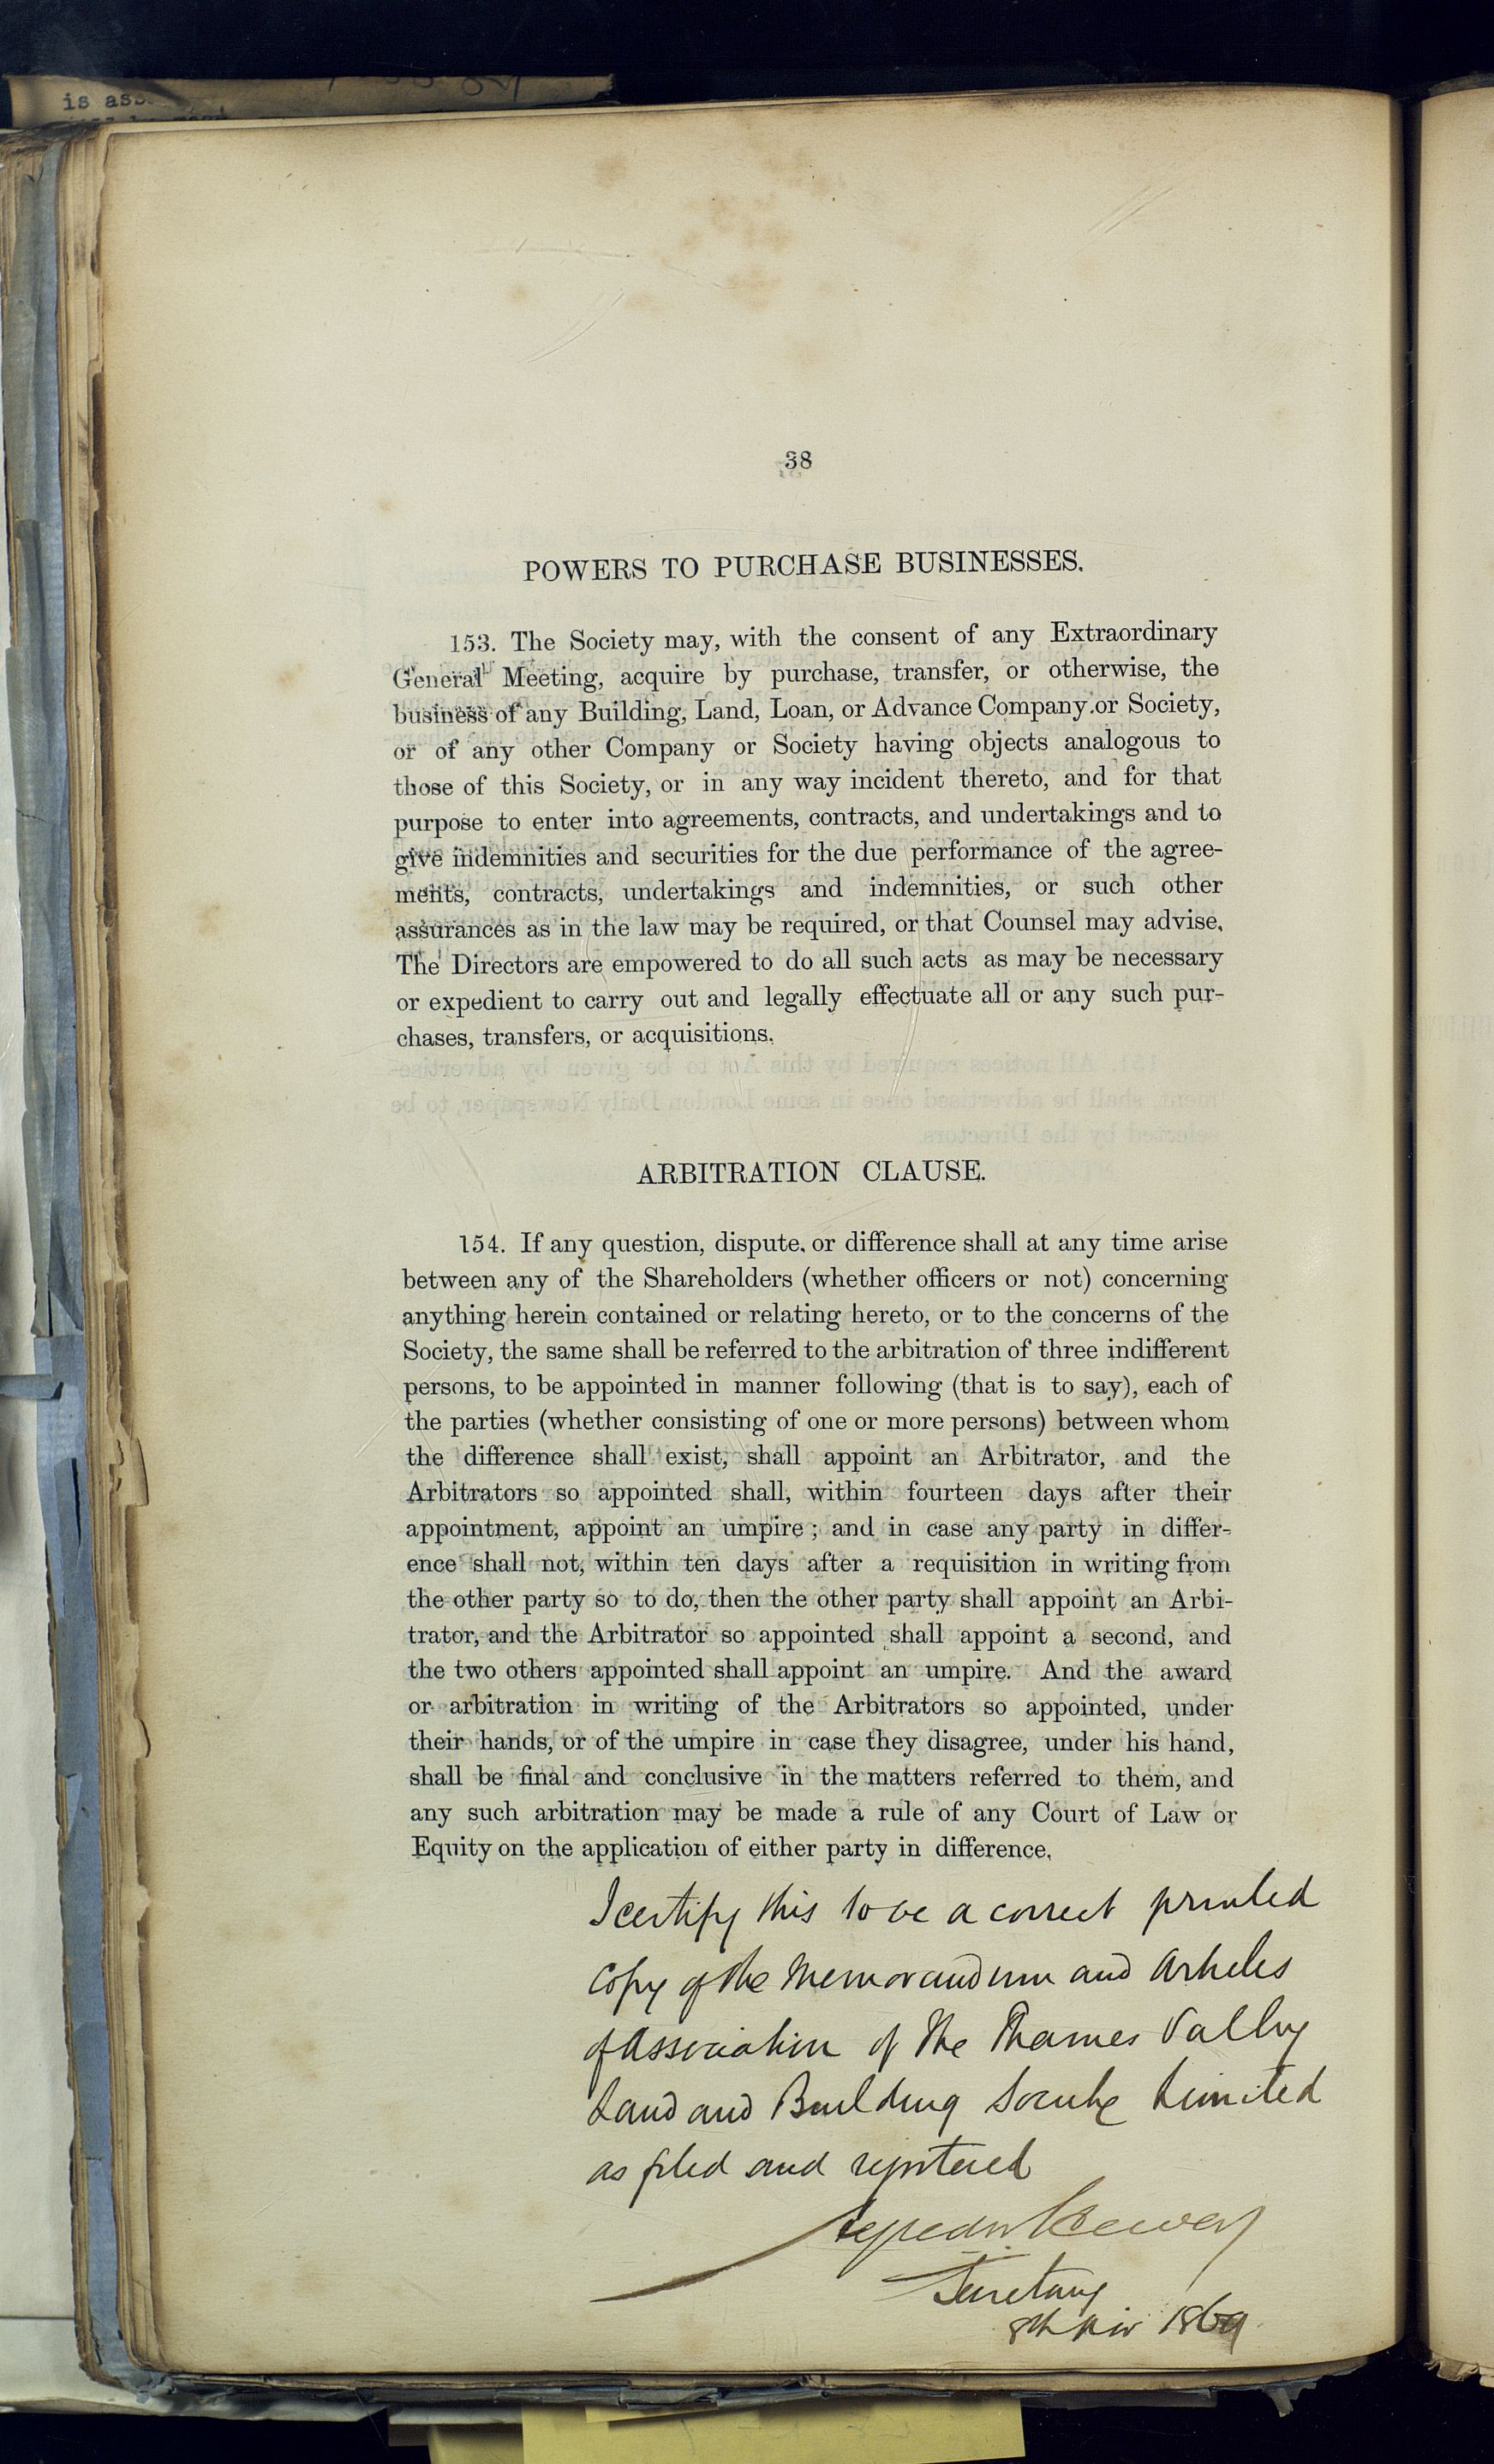 is ass
38
POWERS TO PURCHASE BUSINESSES.
153. The Society may, with the consent of any Extraordinary
General Meeting, acquire by purchase, transfer, or otherwise, the
business of any Building, Land, Loan, or Advance Company or Society,
or of any other Company or Society having objects analogous to
those of this Society, or in any way incident thereto, and for that
purpose to enter into agreements, contracts, and undertakings and to
give indemnities and securities for the due performance of the agree-
ments, contracts, undertakings and indemnities, or such other
assurances as in the law may be required, or that Counsel may advise.
The Directors are empowered to do all such acts as may be necessary
or expedient to carry out and legally effectuate all or any such pur-
chases, transfers, or acquisitions.
ARBITRATION CLAUSE.
154. If any question, dispute, or difference shall at any time arise
between any of the Shareholders (whether officers or not) concerning
anything herein contained or relating hereto, or to the concerns of the
Society, the same shall be referred to the arbitration of three indifferent
persons, to be appointed in manner following (that is to say), each of
the parties (whether consisting of one or more persons) between whom
the difference shall exist, shall appoint an Arbitrator, and the
Arbitrators so appointed shall, within fourteen days after their
appointment, appoint an umpire; and in case any party in differ-
ence shall not, within ten days after a requisition in writing from
the other party so to do, then the other party shall appoint an Arbi-
trator, and the Arbitrator so appointed shall appoint a second, and
the two others appointed shall appoint an umpire. And the award
or arbitration in writing of the Arbitrators so appointed, under
their hands, or of the umpire in case they disagree, under his hand,
shall be final and conclusive in the matters referred to them, and
any such arbitration may be made a rule of any Court of Law or
Equity on the application of either party in difference.
I certify this to be a correct printed
Copy of the Memorandum and Articles
of Association of The Thames Valley
Land and Building Society Limited
as filed and registered
Secretary
8th Nov 1869